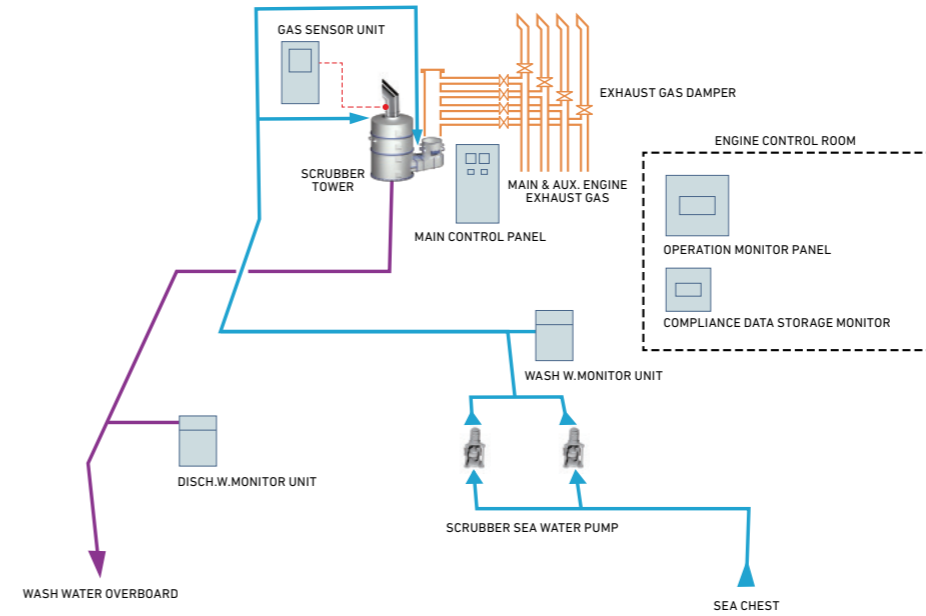 GAS SENSOR UNIT
EXHAUST GAS DAMPER
ENGINE CONTROL ROOM
SCRUBBER
TOWER
MAIN & AUX. ENGINE
EXHAUST GAS
MAIN CONTROL PANEL
OPERATION MONITOR PANEL
COMPLIANCE DATA STORAGE MONITOR
WASH W.MONITOR UNIT
DISCH.W.MONITOR UNIT
SCRUBBER SEA WATER PUMP
WASH WATER OVERBOARD
SEA CHEST